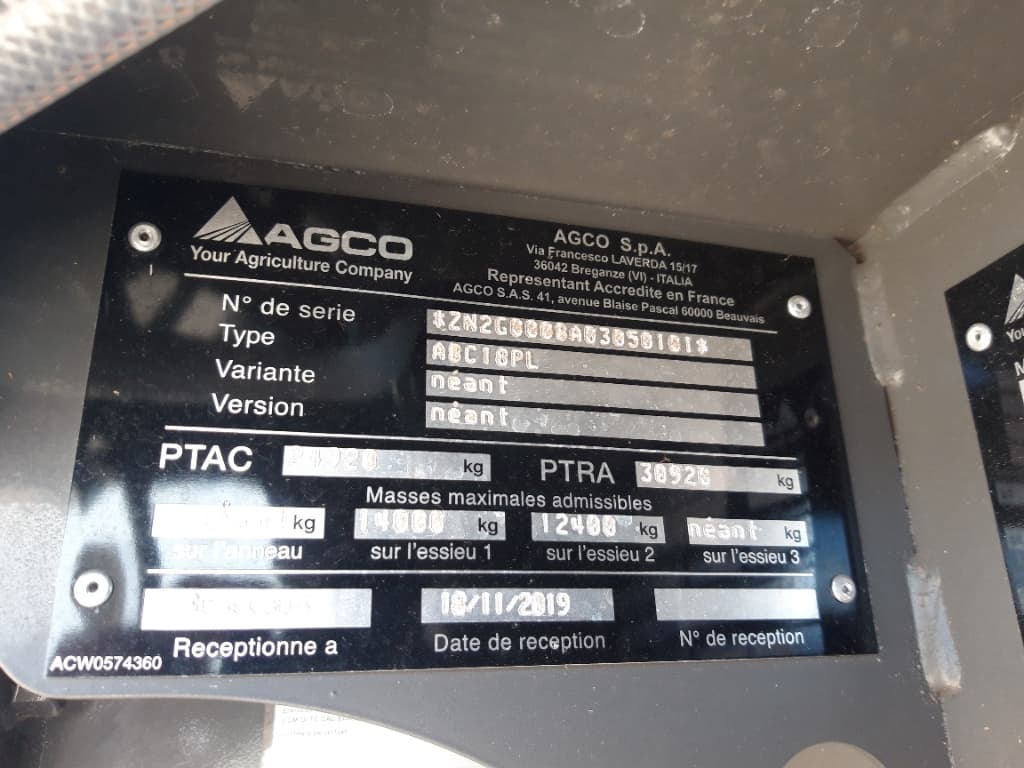 AGCO
Your Agriculture Company
AGCO S.p.A.
Via Francesco LAVERDA 15/17
36042 Breganze (VI) - ITALIA
Representant Accredite en France
AGCO S.A.S. 41, avenue Blaise Pascal 60000 Beauvais
N° de serie
Type A8C18PL
Variante néant
Version néant
PTAC 24920 kg PTRA 30920 kg
Masses maximales admissibles
kg 14000 kg 12400 kg néant kg
sur l'anneau sur l'essieu 1 sur l'essieu 2 sur l'essieu 3
18/11/2019
Receptionne a Date de reception N° de reception
ACW0574360